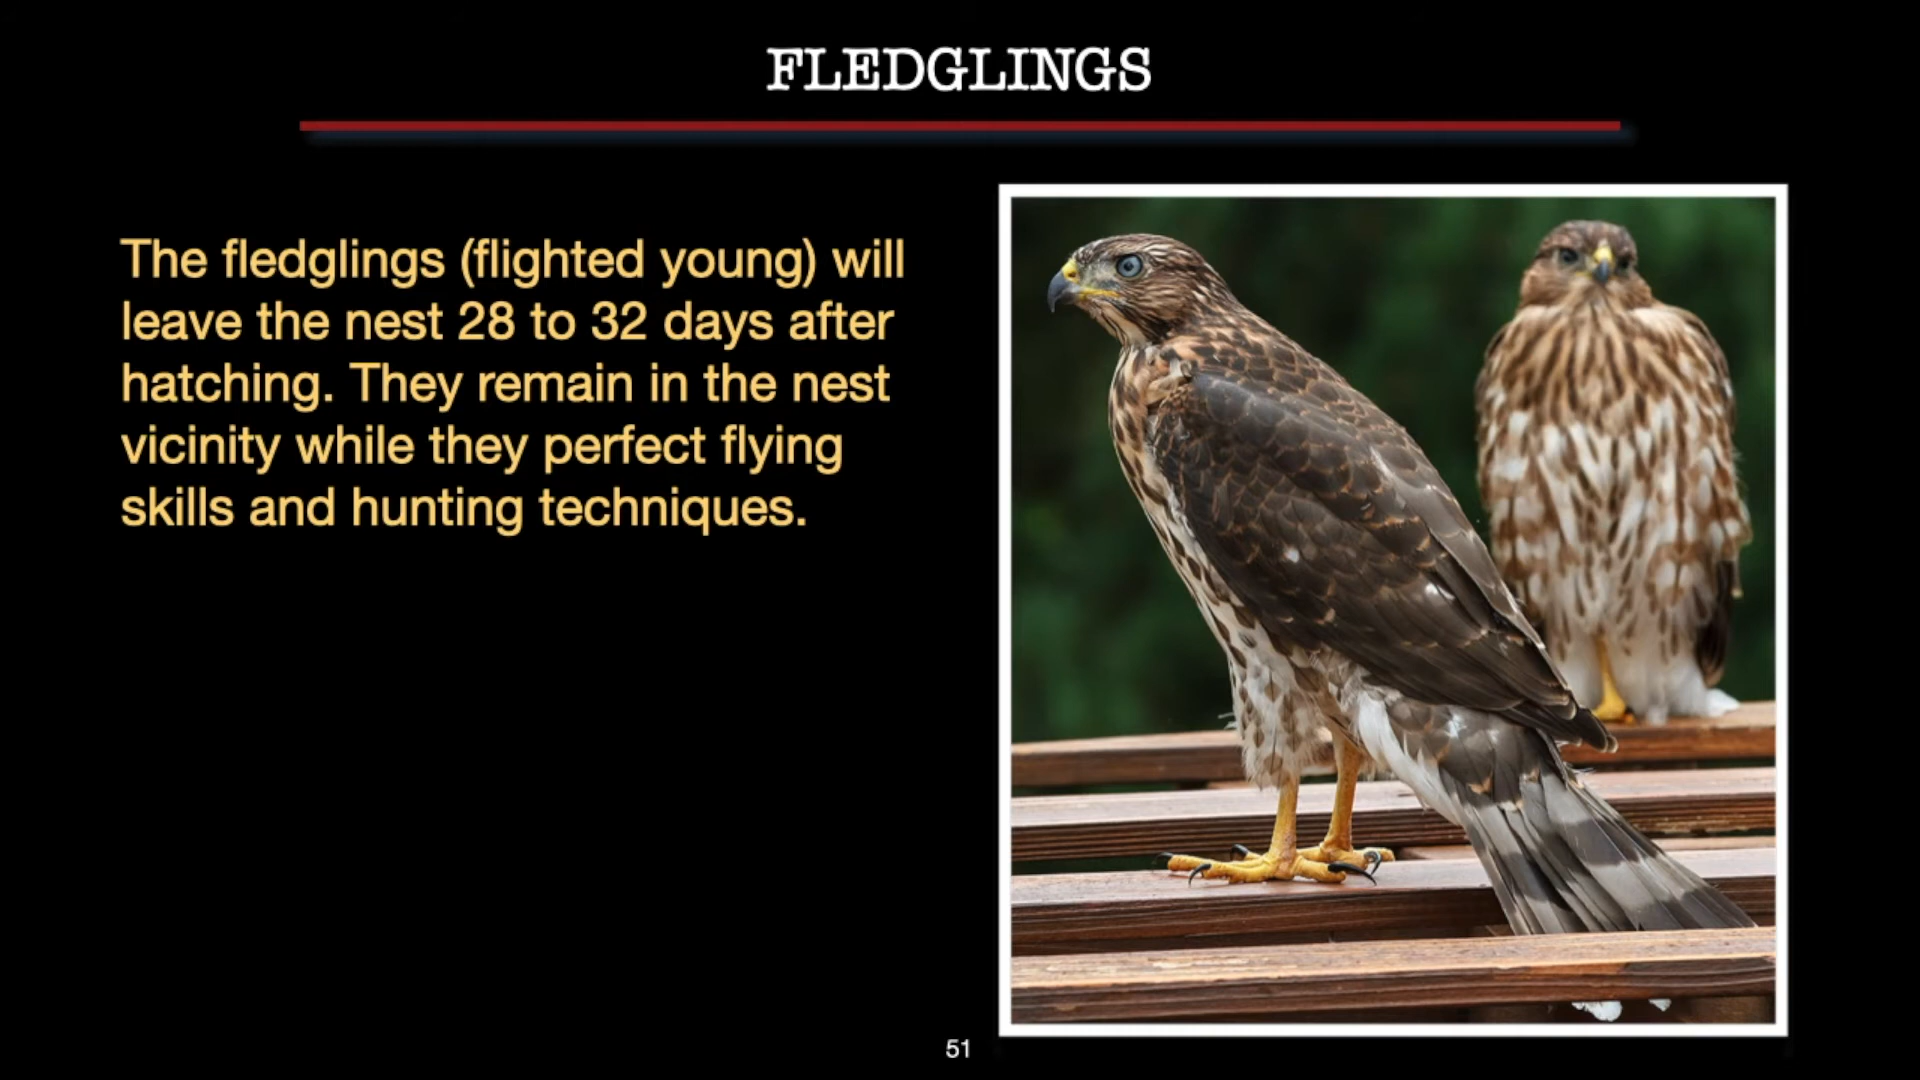 FLEDGLINGS
The fledglings (flighted young) will
leave the nest 28 to 32 days after
hatching. They remain in the nest
vicinity while they perfect flying
skills and hunting techniques.
51